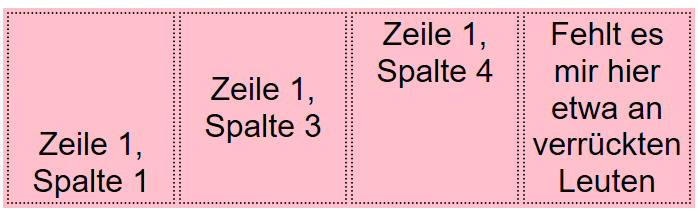 Zeile 1,
Spalte 1
Zeile 1,
Spalte 3
Zeile 1,
Spalte 4
Fehlt es
mir hier
etwa an
verrückten
Leuten